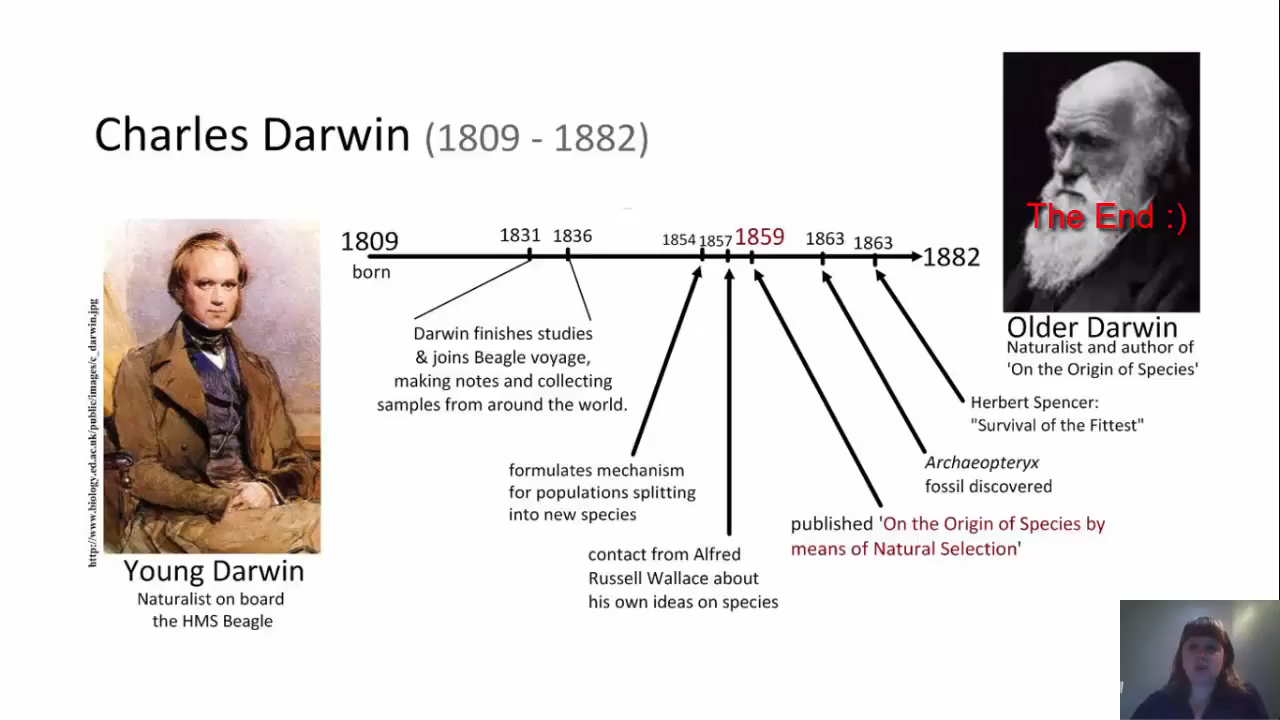 Charles Darwin (1809 - 1882)
The End :)
1809
born
1831
1836
1854
1857
1859
1863
1863
1882
Darwin finishes studies
& joins Beagle voyage,
making notes and collecting
samples from around the world.
formulates mechanism
for populations splitting
into new species
contact from Alfred
Russell Wallace about
his own ideas on species
published 'On the Origin of Species by
means of Natural Selection'
Archaeopteryx
fossil discovered
Herbert Spencer:
"Survival of the Fittest"
Older Darwin
Naturalist and author of
'On the Origin of Species'
http://www.biology.ed.ac.uk/public/images/c_darwin.jpg
Young Darwin
Naturalist on board
the HMS Beagle